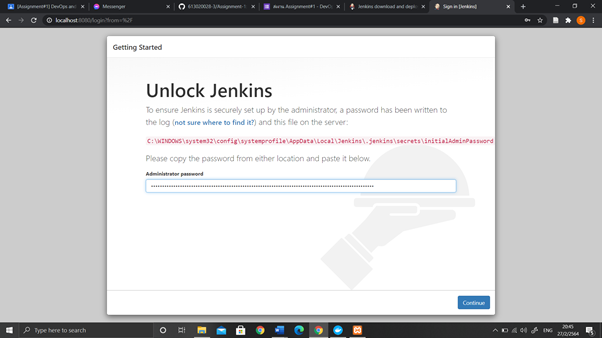 [Assignment#1] DevOps an
Messenger
613020028-3/Assignment-1
Assignment#1 - DevO
Jenkins download and deplo
Sign in [Jenkins]
localhost:8080/login?from=%2F
Getting Started
Unlock Jenkins
To ensure Jenkins is securely set up by the administrator, a password has been written to
the log (not sure where to find it?) and this file on the server:
C:\WINDOWS\system32\config\systemprofile\AppData\Local\Jenkins\.jenkins\secrets\initialAdminPassword
Please copy the password from either location and paste it below.
Administrator password
Continue
Type here to search
ENG
20:45
27/2/2564